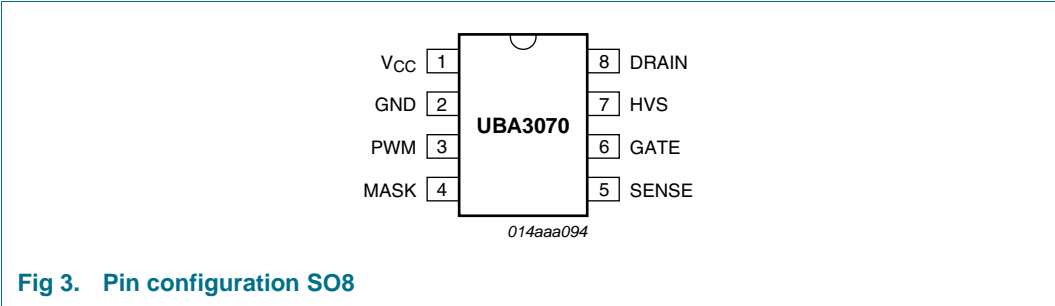 VCC 1 8 DRAIN
GND 2 7 HVS
UBA3070
PWM 3 6 GATE
MASK 4 5 SENSE
014aaa094
Fig 3. Pin configuration SO8